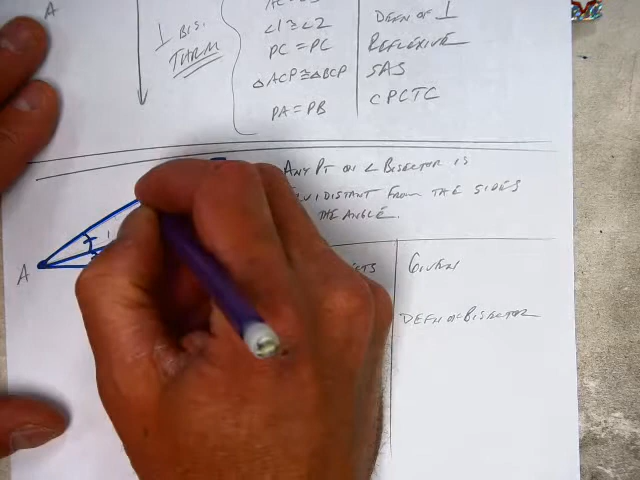 A
⊥ BIS.
THRM
∠1 ≅ ∠2
DEFN OF ⊥
PC = PC
REFLEXIVE
△ACP ≅ △BCP
SAS
PA = PB
CPCTC
ANY PT ON ∠ BISECTOR IS
FROM THE SIDES
THE ANGLE.
A
1
GIVEN
DEFN OF BISECTOR